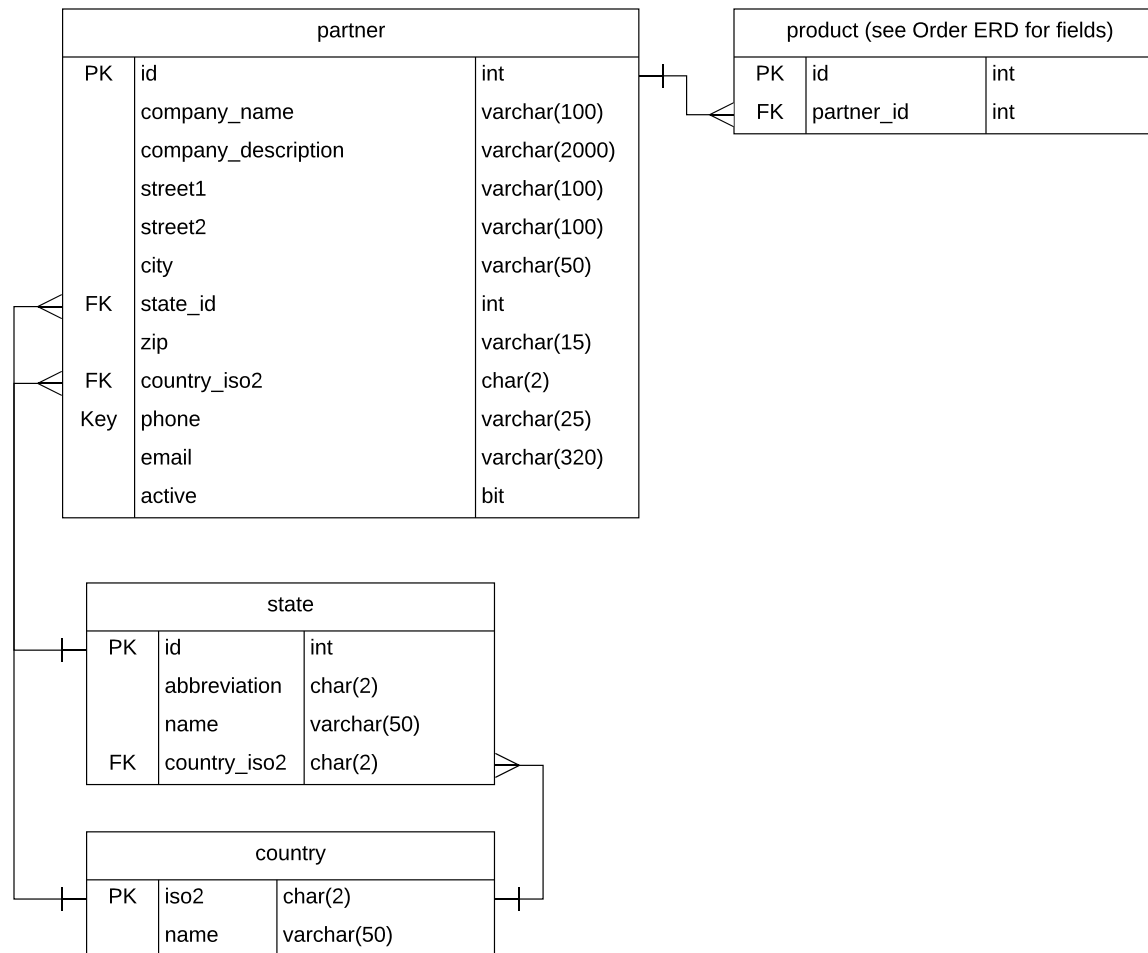 partner
PK id int
company_name varchar(100)
company_description varchar(2000)
street1 varchar(100)
street2 varchar(100)
city varchar(50)
FK state_id int
zip varchar(15)
FK country_iso2 char(2)
Key phone varchar(25)
email varchar(320)
active bit
product (see Order ERD for fields)
PK id int
FK partner_id int
state
PK id int
abbreviation char(2)
name varchar(50)
FK country_iso2 char(2)
country
PK iso2 char(2)
name varchar(50)